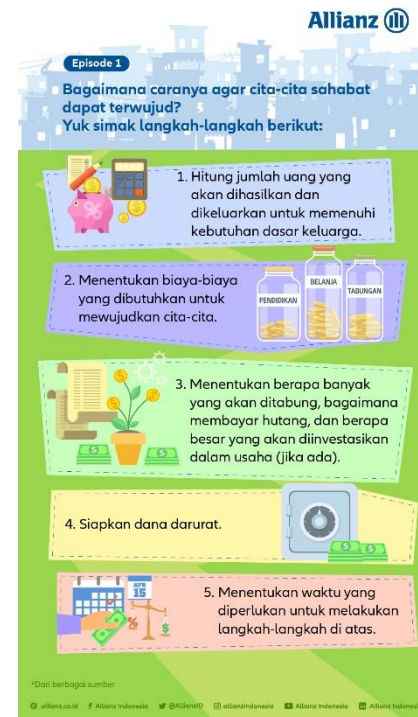 Allianz
Episode 1
Bagaimana caranya agar cita-cita sahabat
dapat terwujud?
Yuk simak langkah-langkah berikut:
1. Hitung jumlah uang yang
akan dihasilkan dan
dikeluarkan untuk memenuhi
kebutuhan dasar keluarga.
2. Menentukan biaya-biaya
yang dibutuhkan untuk
mewujudkan cita-cita.
PENDIDIKAN
BELANJA
TABUNGAN
3. Menentukan berapa banyak
yang akan ditabung, bagaimana
membayar hutang, dan berapa
besar yang akan diinvestasikan
dalam usaha (jika ada).
4. Siapkan dana darurat.
APR
15
5. Menentukan waktu yang
diperlukan untuk melakukan
langkah-langkah di atas.
*Dari berbagai sumber
allianz.co.id Allianz Indonesia @AllianzID allianzindonesia Allianz Indonesia Allianz Indonesia